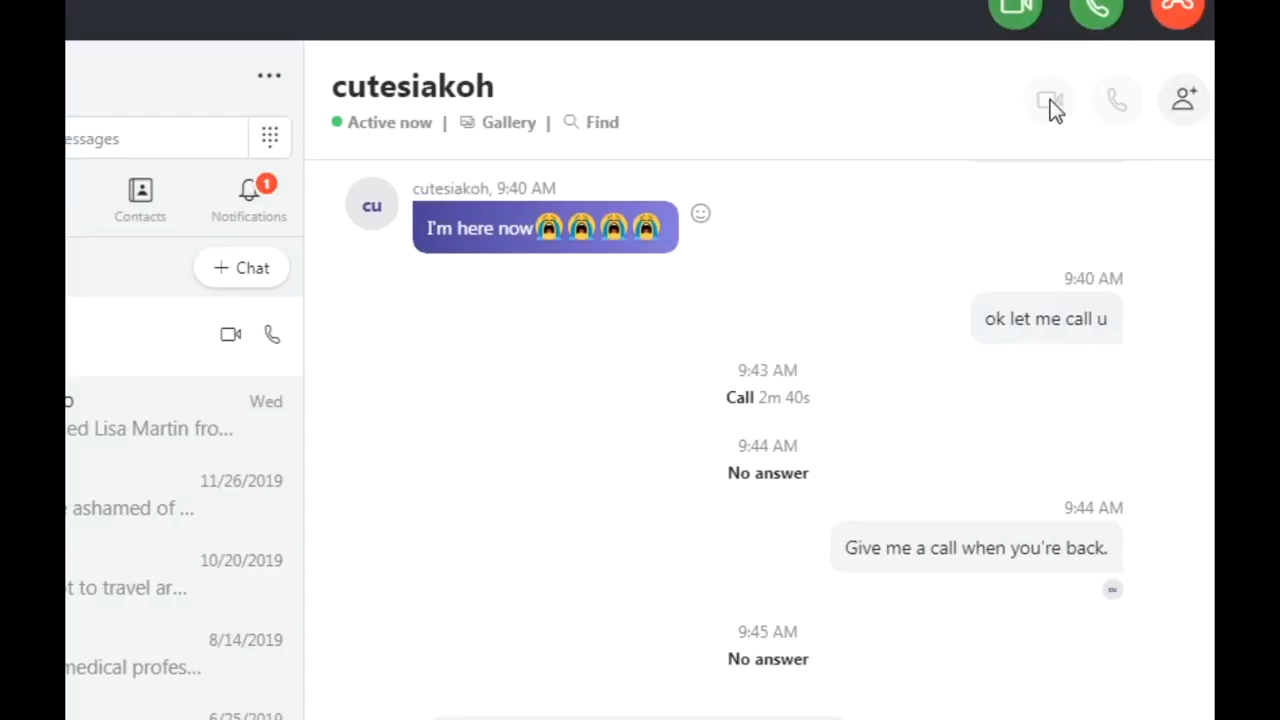 cutesiakoh
Active now | Gallery | Find
essages
Contacts
Notifications
1
+ Chat
Wed
ed Lisa Martin fro...
11/26/2019
ashamed of ...
10/20/2019
t to travel ar...
8/14/2019
medical profes...
6/25/2019
cu
cutesiakoh, 9:40 AM
I'm here now😭😭😭😭
9:40 AM
ok let me call u
9:43 AM
Call 2m 40s
9:44 AM
No answer
9:44 AM
Give me a call when you're back.
cu
9:45 AM
No answer